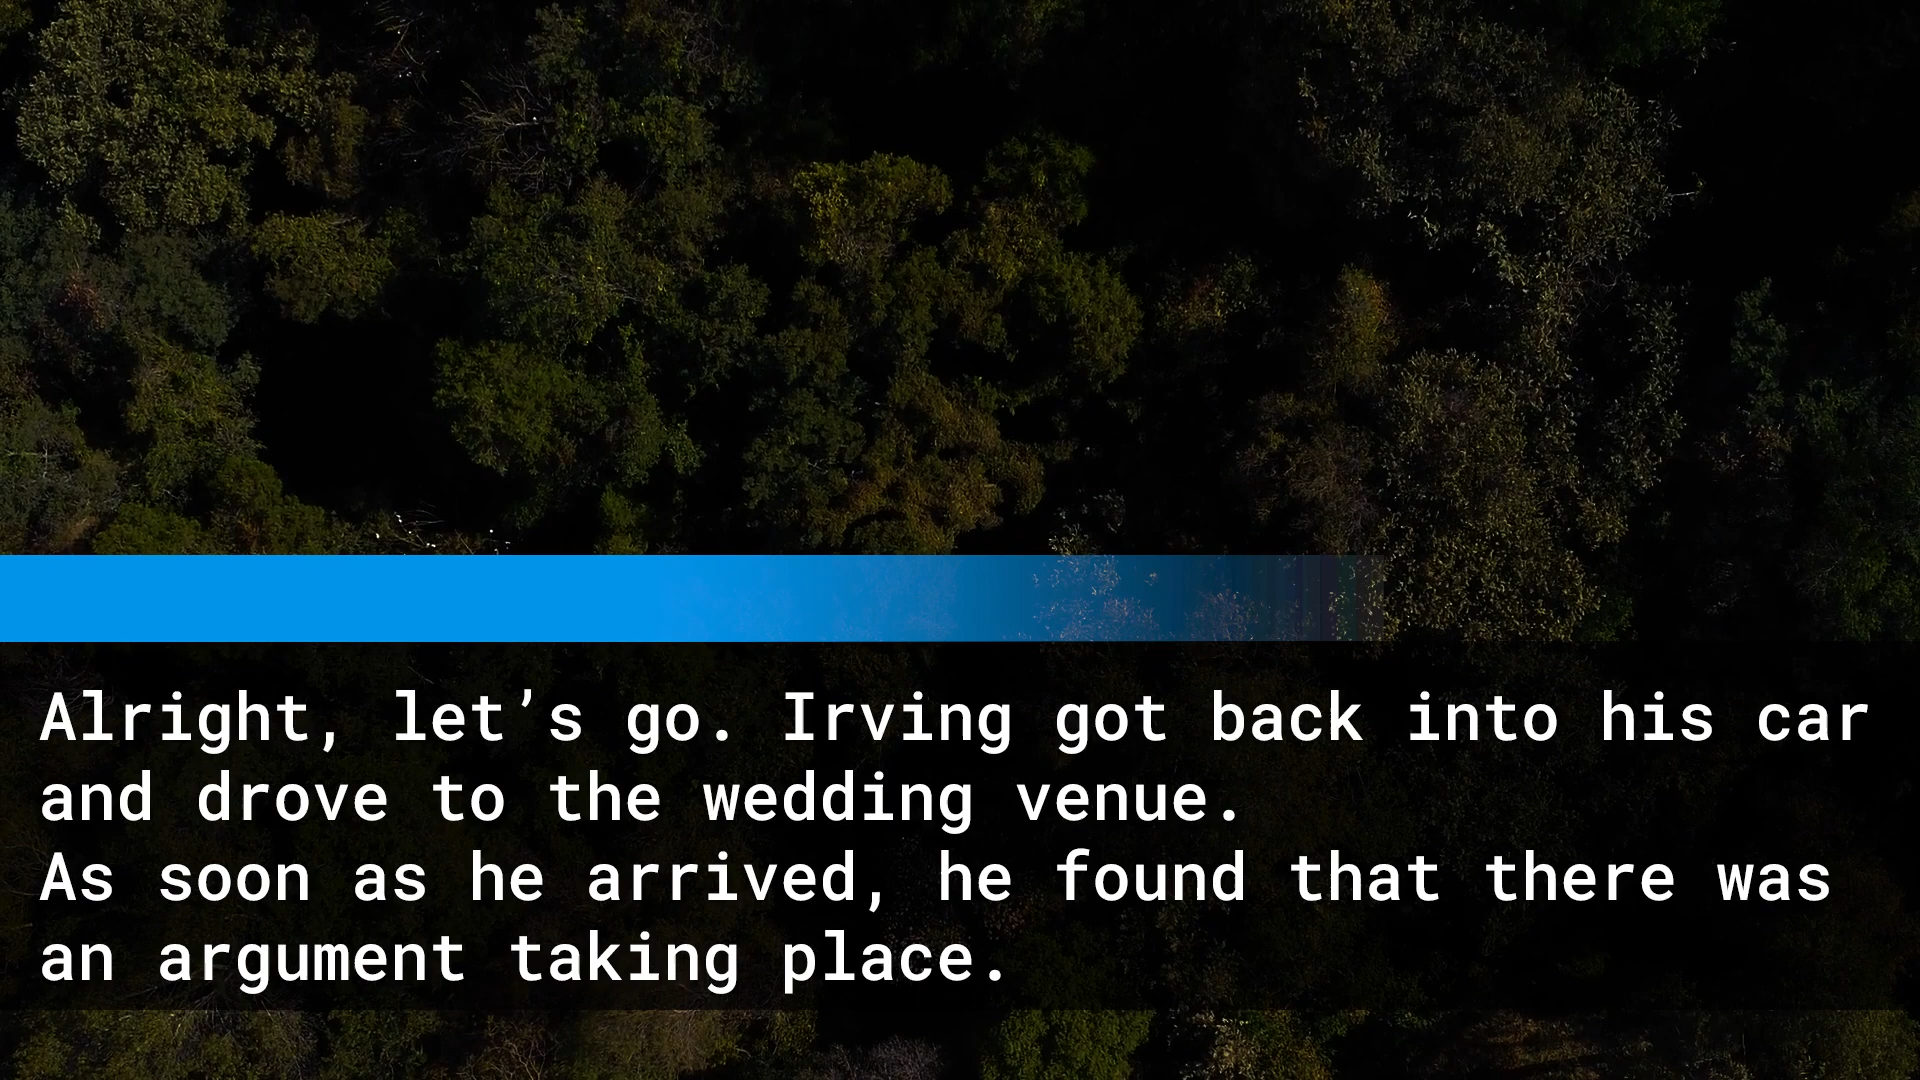 Alright, let’s go. Irving got back into his car
and drove to the wedding venue.
As soon as he arrived, he found that there was
an argument taking place.